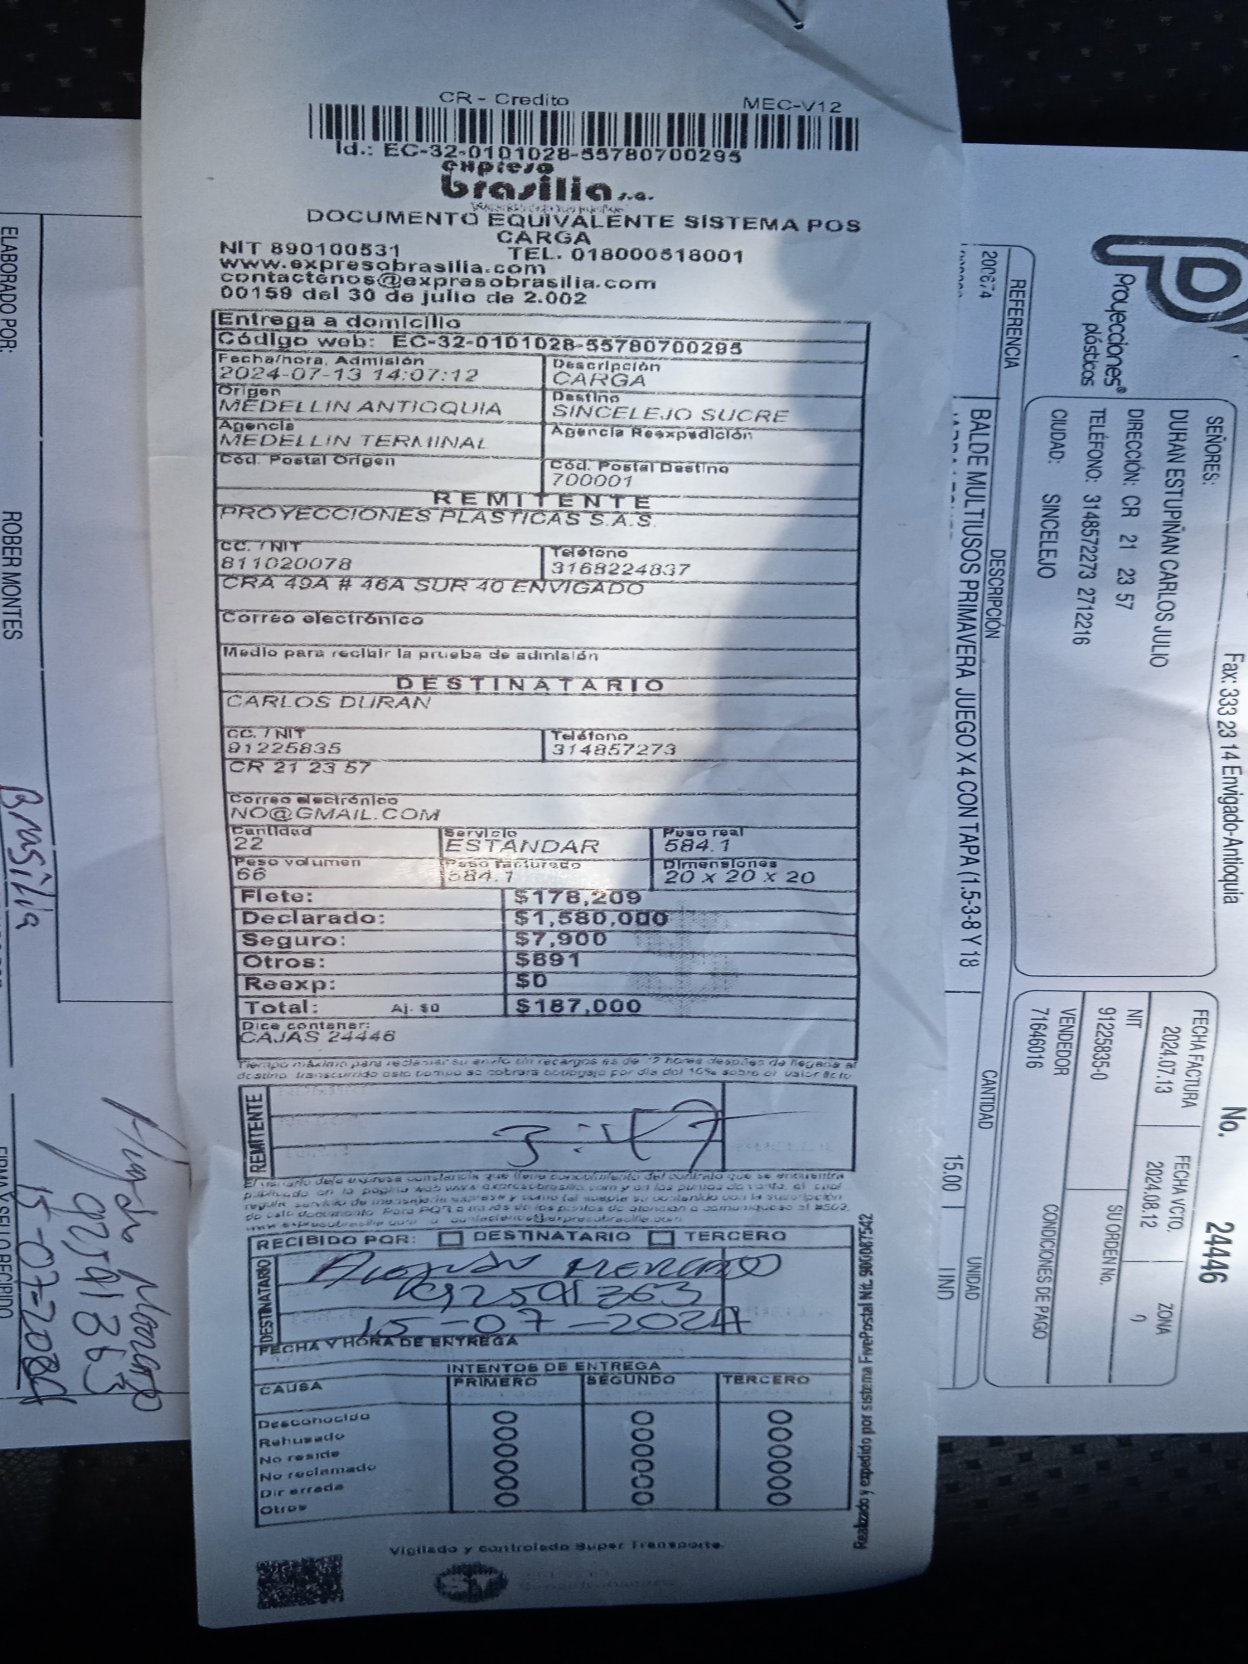 CR - Credito MEC-V12
Id.: EC-32-0101028-55780700295
expreso
brasilia s.a.
DOCUMENTO EQUIVALENTE SISTEMA POS
CARGA
NIT 890100531 TEL. 018000518001
www.expresobrasilia.com
contactenos@expresobrasilia.com
00159 del 30 de julio de 2.002
Entrega a domicilio
Código web: EC-32-0101028-55780700295
Fecha/hora. Admisión Descripción
2024-07-13 14:07:12 CARGA
Origen Destino
MEDELLIN ANTIOQUIA SINCELEJO SUCRE
Agencia Agencia Reexpedición
MEDELLIN TERMINAL
Cód. Postal Origen Cód. Postal Destino
700001
REMITENTE
PROYECCIONES PLASTICAS S.A.S.
CC. / NIT Teléfono
811020078 3168224837
CRA 49A # 46A SUR 40 ENVIGADO
Correo electrónico
Medio para recibir la prueba de admisión
DESTINATARIO
CARLOS DURAN
CC. / NIT Teléfono
91225835 314857273
CR 21 23 57
Correo electrónico
NO@GMAIL.COM
Cantidad Servicio Peso real
22 ESTANDAR 584.1
Peso volumen Peso facturado Dimensiones
66 584.1 20 x 20 x 20
Flete: $178,209
Declarado: $1,580,000
Seguro: $7,900
Otros: $891
Reexp: $0
Total: Aj. $0 $187,000
Dice contener:
CAJAS 24446
REMITENTE
3:47
RECIBIDO POR: DESTINATARIO TERCERO
DESTINATARIO
92591363
15-07-2024
FECHA Y HORA DE ENTREGA
INTENTOS DE ENTREGA
CAUSA PRIMERO SEGUNDO TERCERO
Desconocido
Rehusado
No reside
No reclamado
Dir errada
Otros
Vigilado y controlado Super Transporte.
Proyecciones®
plásticos
Fax: 333 23 14 Envigado-Antioquia
No. 24446
SEÑORES:
DURAN ESTUPIÑAN CARLOS JULIO
DIRECCIÓN: CR 21 23 57
TELÉFONO: 3148572273 2712216
CIUDAD: SINCELEJO
FECHA FACTURA FECHA VCTO. ZONA
2024.07.13 2024.08.12 0
NIT SU ORDEN No.
91225835-0
VENDEDOR CONDICIONES DE PAGO
71646016
REFERENCIA DESCRIPCIÓN CANTIDAD UNIDAD
200674 BALDE MULTIUSOS PRIMAVERA JUEGO X 4 CON TAPA (1.5-3-8 Y 18 15.00 UND
ELABORADO POR: ROBER MONTES
Brasilia
92591363
15-07-2024
FIRMA Y SELLO RECIBIDO